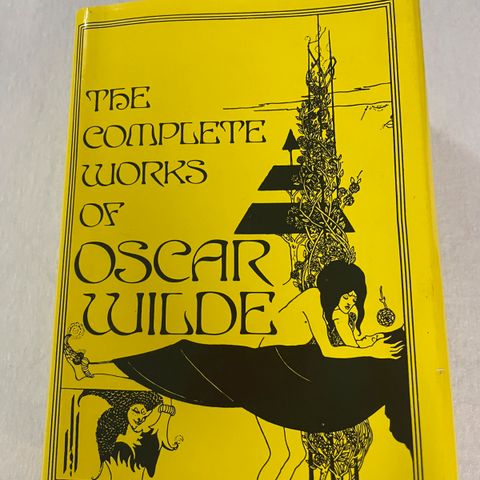 THE
COMPLETE
WORKS
OF
OSCAR
WILDE